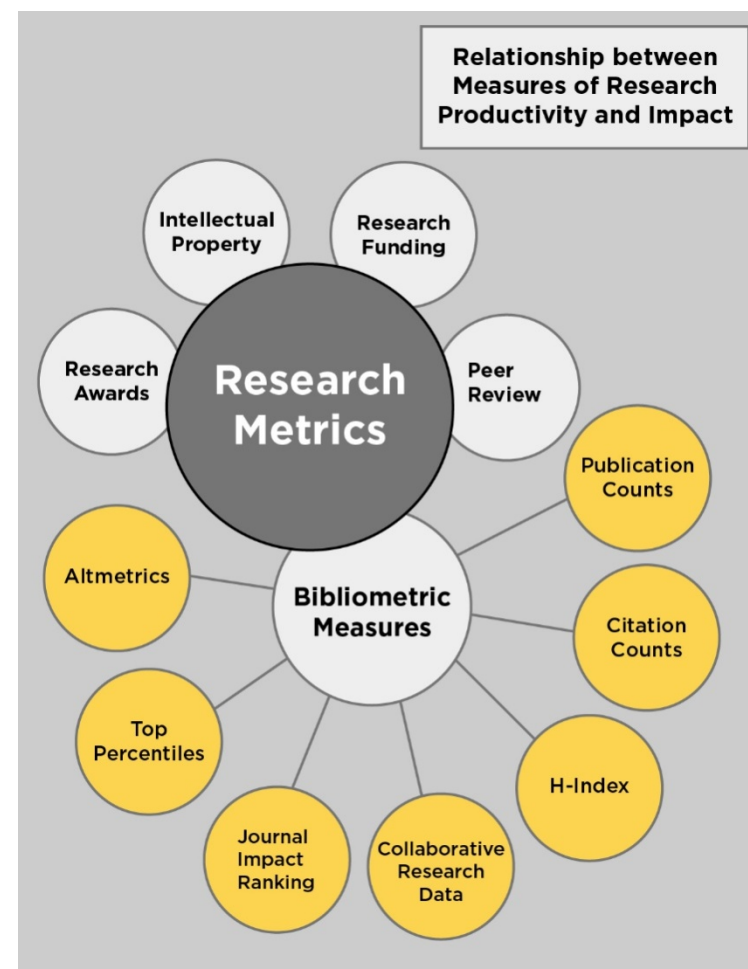 Relationship between
Measures of Research
Productivity and Impact
Intellectual
Property
Research
Funding
Research
Awards
Research
Metrics
Peer
Review
Publication
Counts
Altmetrics
Bibliometric
Measures
Citation
Counts
Top
Percentiles
H-Index
Journal
Impact
Ranking
Collaborative
Research
Data